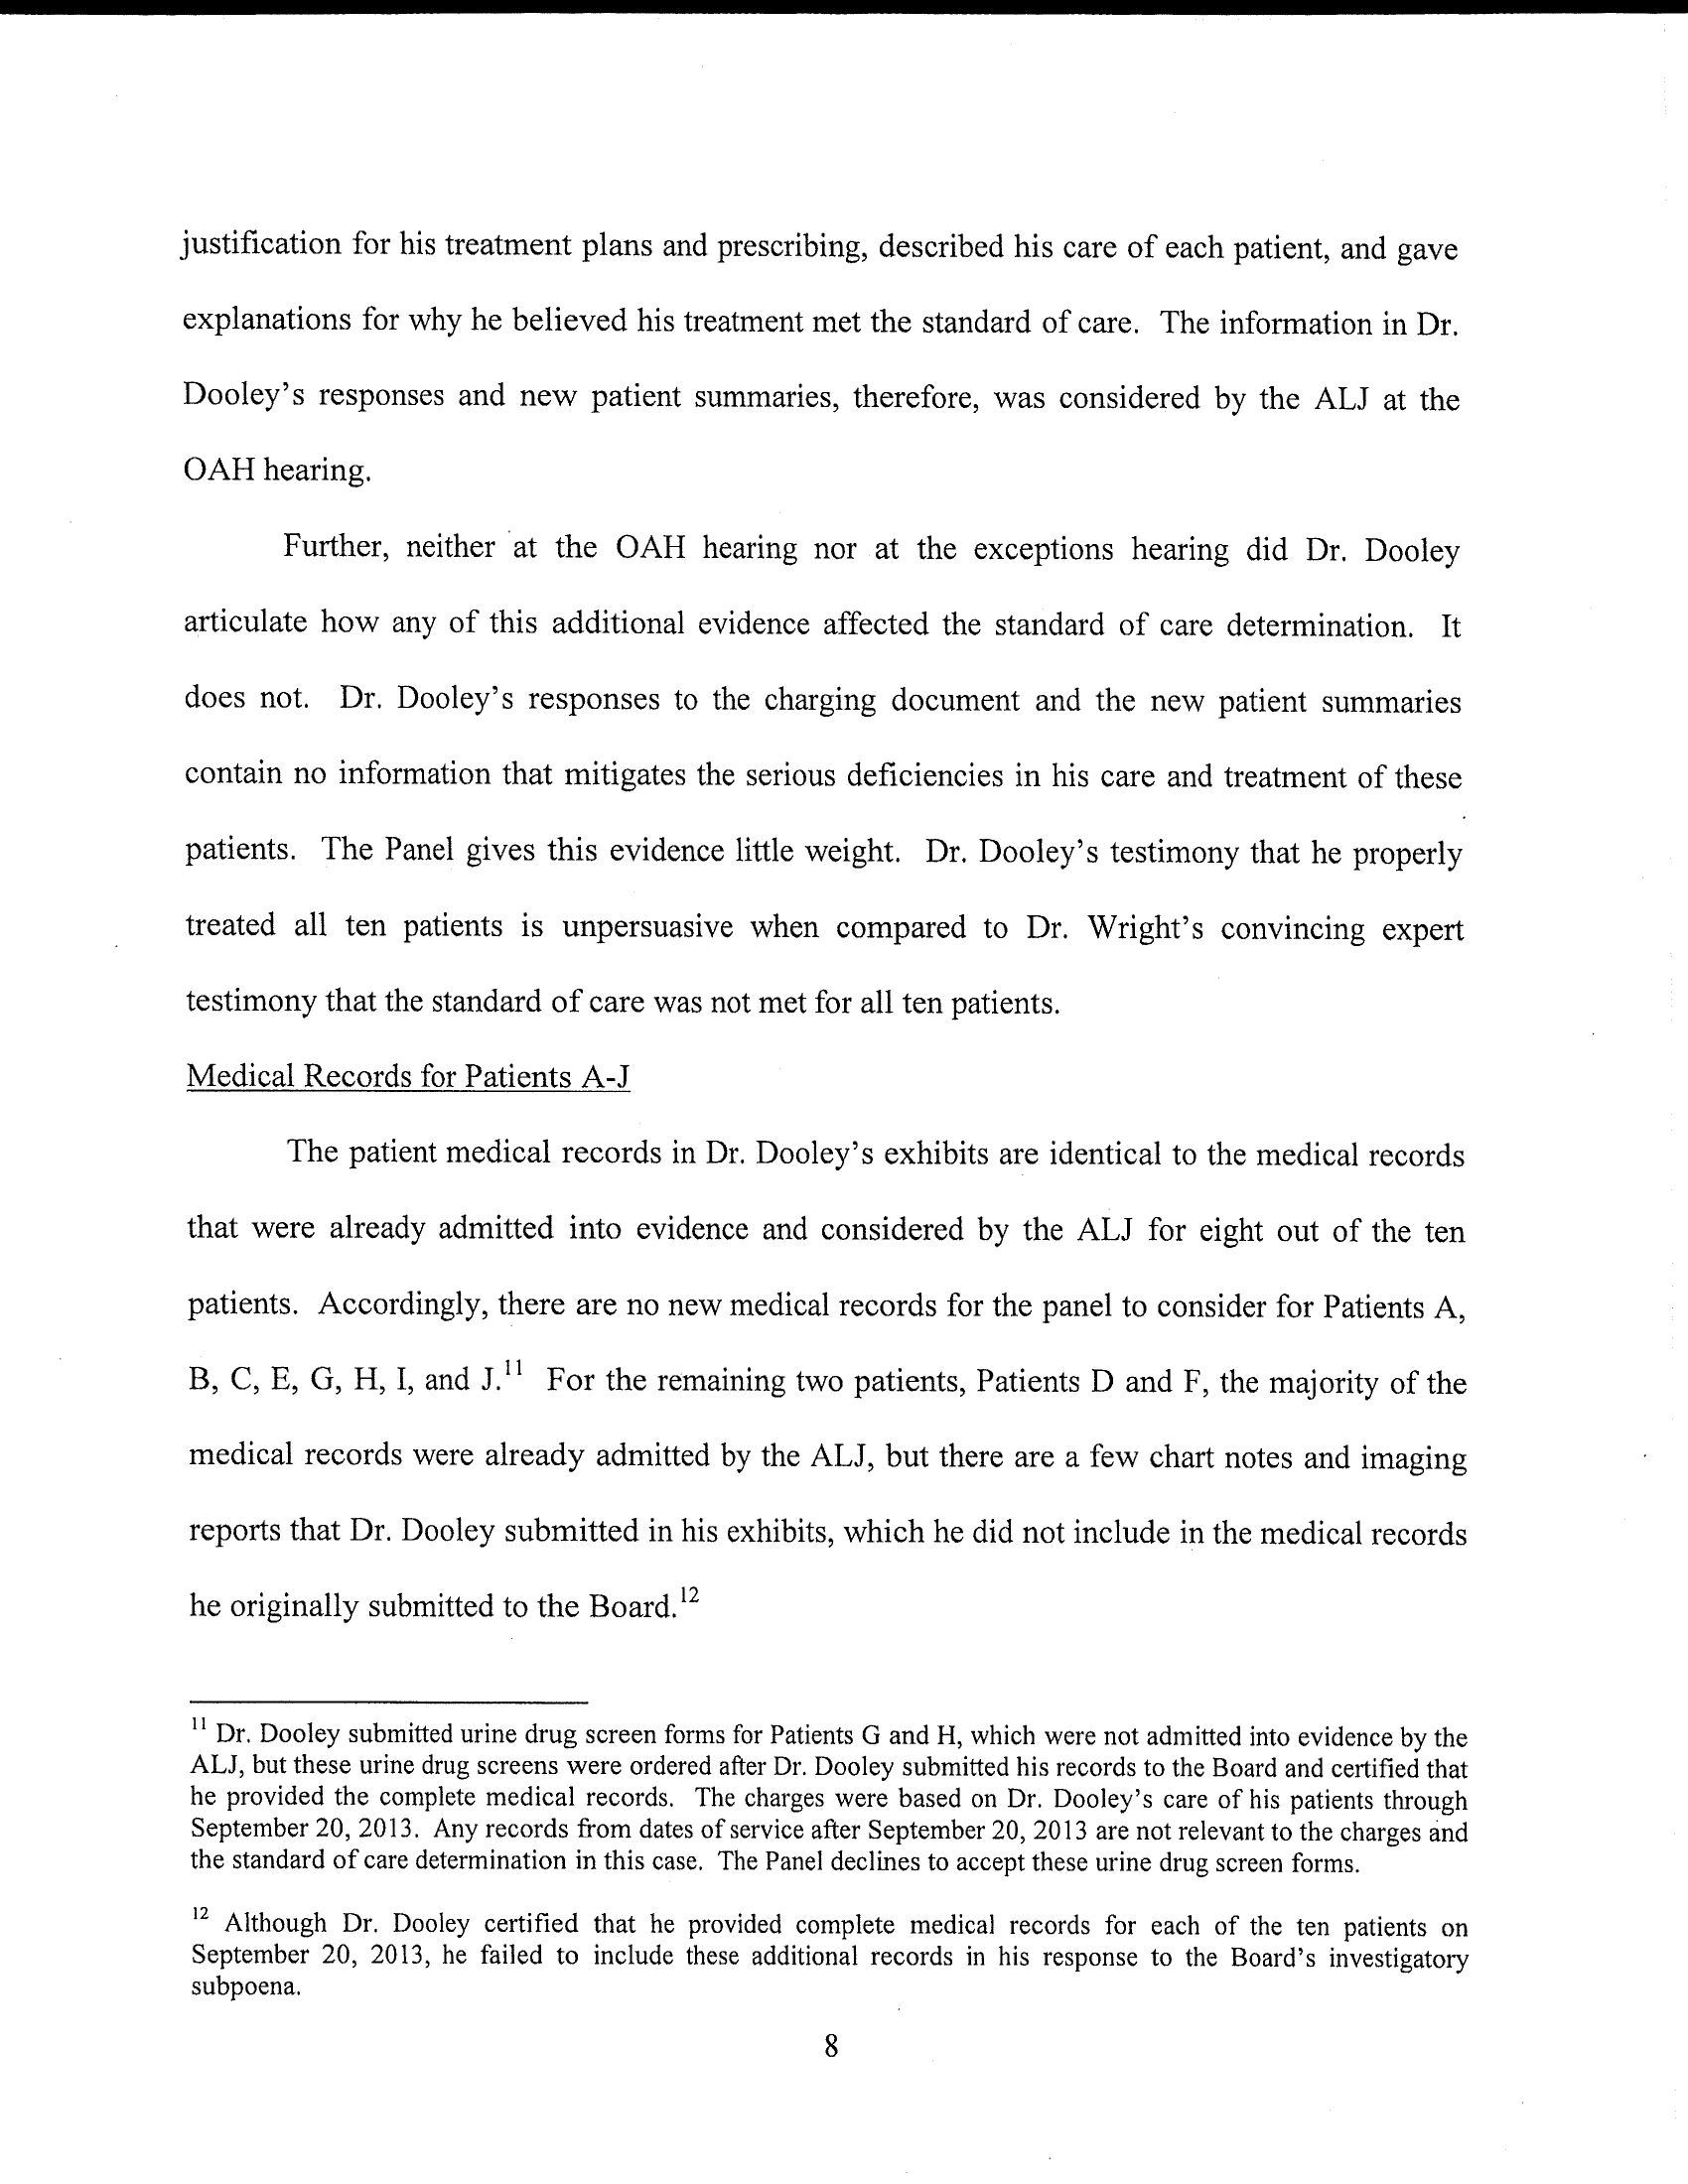 justification for his treatment plans and prescribing, described his care of each patient, and gave
explanations for why he believed his treatment met the standard of care. The information in Dr.
Dooley's responses and new patient summaries, therefore, was considered by the ALJ at the
OAH hearing.
Further, neither at the OAH hearing nor at the exceptions hearing did Dr. Dooley
articulate how any of this additional evidence affected the standard of care determination. It
does not. Dr. Dooley's responses to the charging document and the new patient summaries
contain no information that mitigates the serious deficiencies in his care and treatment of these
patients. The Panel gives this evidence little weight. Dr. Dooley's testimony that he properly
treated all ten patients is unpersuasive when compared to Dr. Wright's convincing expert
testimony that the standard of care was not met for all ten patients.
Medical Records for Patients A-J
The patient medical records in Dr. Dooley's exhibits are identical to the medical records
that were already admitted into evidence and considered by the ALJ for eight out of the ten
patients. Accordingly, there are no new medical records for the panel to consider for Patients A,
B, C, E, G, H, I, and J.11 For the remaining two patients, Patients D and F, the majority of the
medical records were already admitted by the ALJ, but there are a few chart notes and imaging
reports that Dr. Dooley submitted in his exhibits, which he did not include in the medical records
he originally submitted to the Board.12
11 Dr. Dooley submitted urine drug screen forms for Patients G and H, which were not admitted into evidence by the
ALJ, but these urine drug screens were ordered after Dr. Dooley submitted his records to the Board and certified that
he provided the complete medical records. The charges were based on Dr. Dooley's care of his patients through
September 20, 2013. Any records from dates of service after September 20, 2013 are not relevant to the charges and
the standard of care determination in this case. The Panel declines to accept these urine drug screen forms.
12 Although Dr. Dooley certified that he provided complete medical records for each of the ten patients on
September 20, 2013, he failed to include these additional records in his response to the Board's investigatory
subpoena.
8